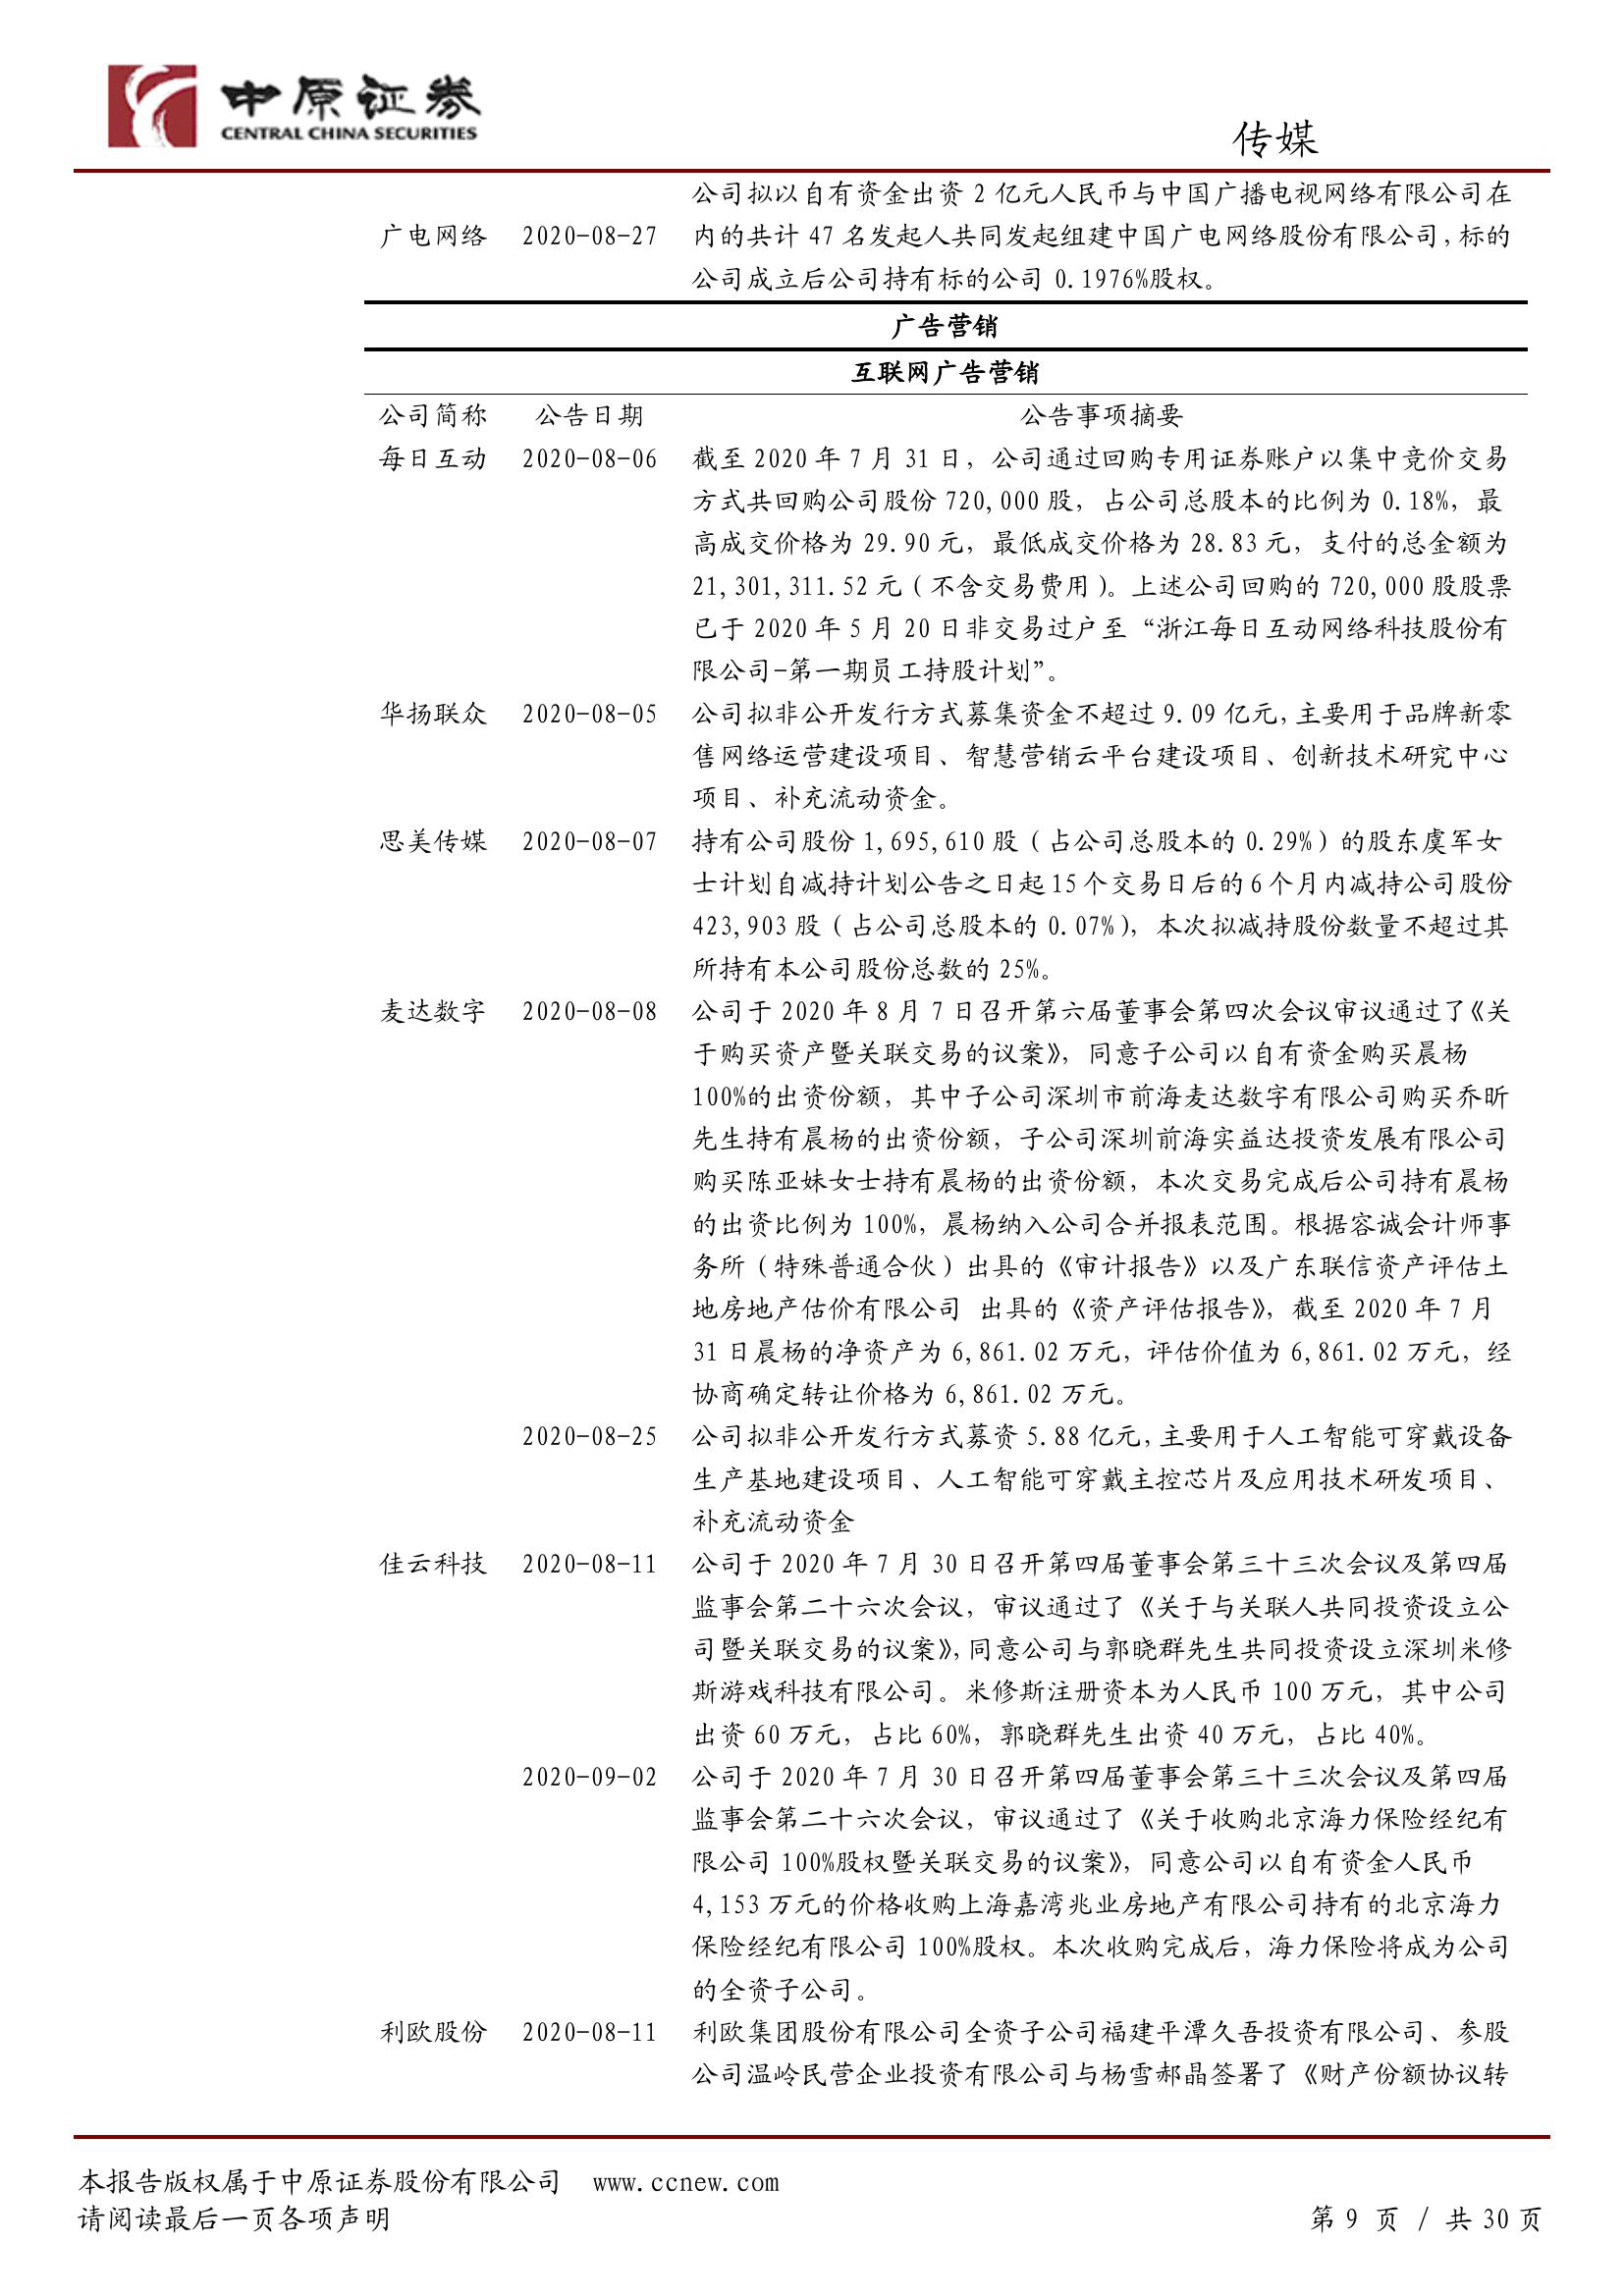 中原证券
CENTRAL CHINA SECURITIES
传媒
公司拟以自有资金出资 2 亿元人民币与中国广播电视网络有限公司在
广电网络 2020-08-27 内的共计 47 名发起人共同发起组建中国广电网络股份有限公司，标的
公司成立后公司持有标的公司 0.1976%股权。
广告营销
互联网广告营销
公司简称 公告日期 公告事项摘要
每日互动 2020-08-06 截至 2020 年 7 月 31 日，公司通过回购专用证券账户以集中竞价交易
方式共回购公司股份 720,000 股，占公司总股本的比例为 0.18%，最
高成交价格为 29.90 元，最低成交价格为 28.83 元，支付的总金额为
21,301,311.52 元（不含交易费用）。上述公司回购的 720,000 股股票
已于 2020 年 5 月 20 日非交易过户至“浙江每日互动网络科技股份有
限公司-第一期员工持股计划”。
华扬联众 2020-08-05 公司拟非公开发行方式募集资金不超过 9.09 亿元，主要用于品牌新零
售网络运营建设项目、智慧营销云平台建设项目、创新技术研究中心
项目、补充流动资金。
思美传媒 2020-08-07 持有公司股份 1,695,610 股（占公司总股本的 0.29%）的股东虞军女
士计划自减持计划公告之日起 15 个交易日后的 6 个月内减持公司股份
423,903 股（占公司总股本的 0.07%），本次拟减持股份数量不超过其
所持有本公司股份总数的 25%。
麦达数字 2020-08-08 公司于 2020 年 8 月 7 日召开第六届董事会第四次会议审议通过了《关
于购买资产暨关联交易的议案》，同意子公司以自有资金购买晨杨
100%的出资份额，其中子公司深圳市前海麦达数字有限公司购买乔昕
先生持有晨杨的出资份额，子公司深圳前海实益达投资发展有限公司
购买陈亚妹女士持有晨杨的出资份额，本次交易完成后公司持有晨杨
的出资比例为 100%，晨杨纳入公司合并报表范围。根据容诚会计师事
务所（特殊普通合伙）出具的《审计报告》以及广东联信资产评估土
地房地产估价有限公司 出具的《资产评估报告》，截至 2020 年 7 月
31 日晨杨的净资产为 6,861.02 万元，评估价值为 6,861.02 万元，经
协商确定转让价格为 6,861.02 万元。
2020-08-25 公司拟非公开发行方式募资 5.88 亿元，主要用于人工智能可穿戴设备
生产基地建设项目、人工智能可穿戴主控芯片及应用技术研发项目、
补充流动资金
佳云科技 2020-08-11 公司于 2020 年 7 月 30 日召开第四届董事会第三十三次会议及第四届
监事会第二十六次会议，审议通过了《关于与关联人共同投资设立公
司暨关联交易的议案》，同意公司与郭晓群先生共同投资设立深圳米修
斯游戏科技有限公司。米修斯注册资本为人民币 100 万元，其中公司
出资 60 万元，占比 60%，郭晓群先生出资 40 万元，占比 40%。
2020-09-02 公司于 2020 年 7 月 30 日召开第四届董事会第三十三次会议及第四届
监事会第二十六次会议，审议通过了《关于收购北京海力保险经纪有
限公司 100%股权暨关联交易的议案》，同意公司以自有资金人民币
4,153 万元的价格收购上海嘉湾兆业房地产有限公司持有的北京海力
保险经纪有限公司 100%股权。本次收购完成后，海力保险将成为公司
的全资子公司。
利欧股份 2020-08-11 利欧集团股份有限公司全资子公司福建平潭久吾投资有限公司、参股
公司温岭民营企业投资有限公司与杨雪郝晶签署了《财产份额协议转
本报告版权属于中原证券股份有限公司 www.ccnew.com
请阅读最后一页各项声明 第 9 页 / 共 30 页